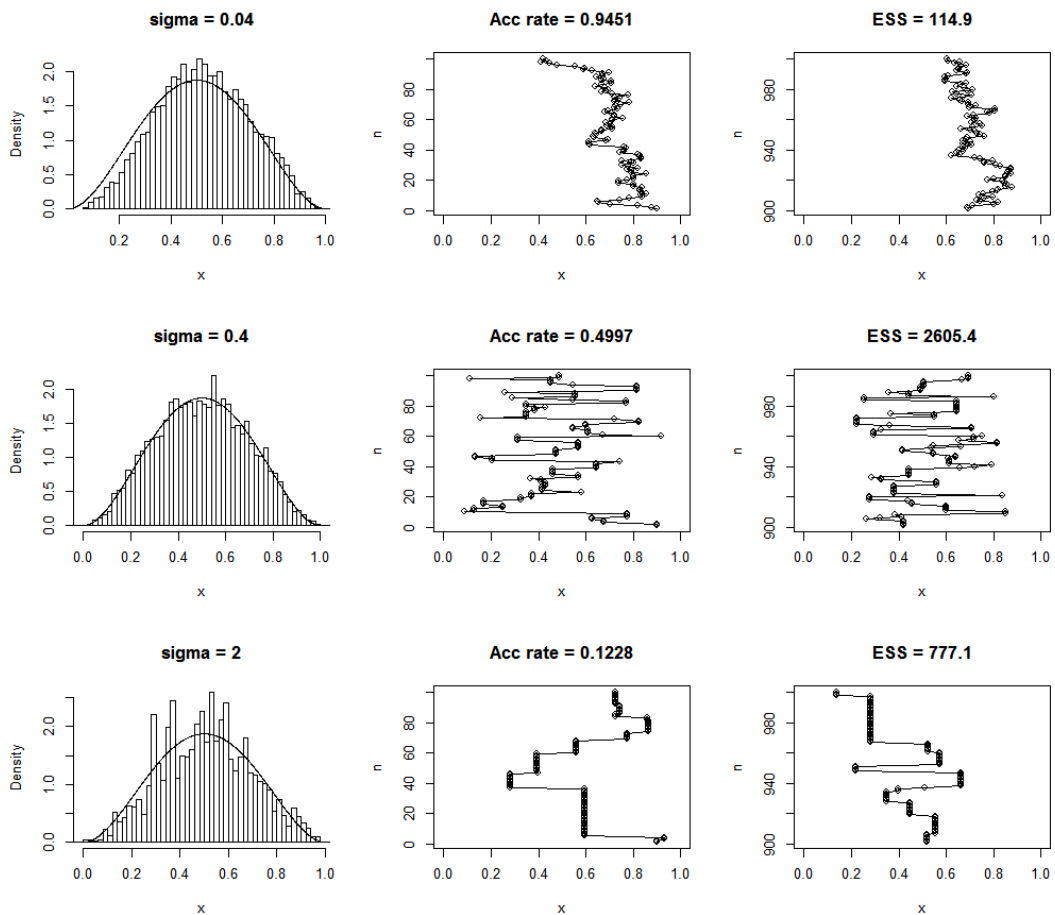 sigma = 0.04
Acc rate = 0.9451
ESS = 114.9
Density
0.0 0.5 1.0 1.5 2.0
0.2 0.4 0.6 0.8 1.0
x
n
0 20 40 60 80
0.0 0.2 0.4 0.6 0.8 1.0
x
n
900 940 980
0.0 0.2 0.4 0.6 0.8 1.0
x
sigma = 0.4
Acc rate = 0.4997
ESS = 2605.4
Density
0.0 0.5 1.0 1.5 2.0
0.0 0.2 0.4 0.6 0.8 1.0
x
n
0 20 40 60 80
0.0 0.2 0.4 0.6 0.8 1.0
x
n
900 940 980
0.0 0.2 0.4 0.6 0.8 1.0
x
sigma = 2
Acc rate = 0.1228
ESS = 777.1
Density
0.0 1.0 2.0
0.0 0.2 0.4 0.6 0.8 1.0
x
n
0 20 40 60 80
0.0 0.2 0.4 0.6 0.8 1.0
x
n
900 940 980
0.0 0.2 0.4 0.6 0.8 1.0
x